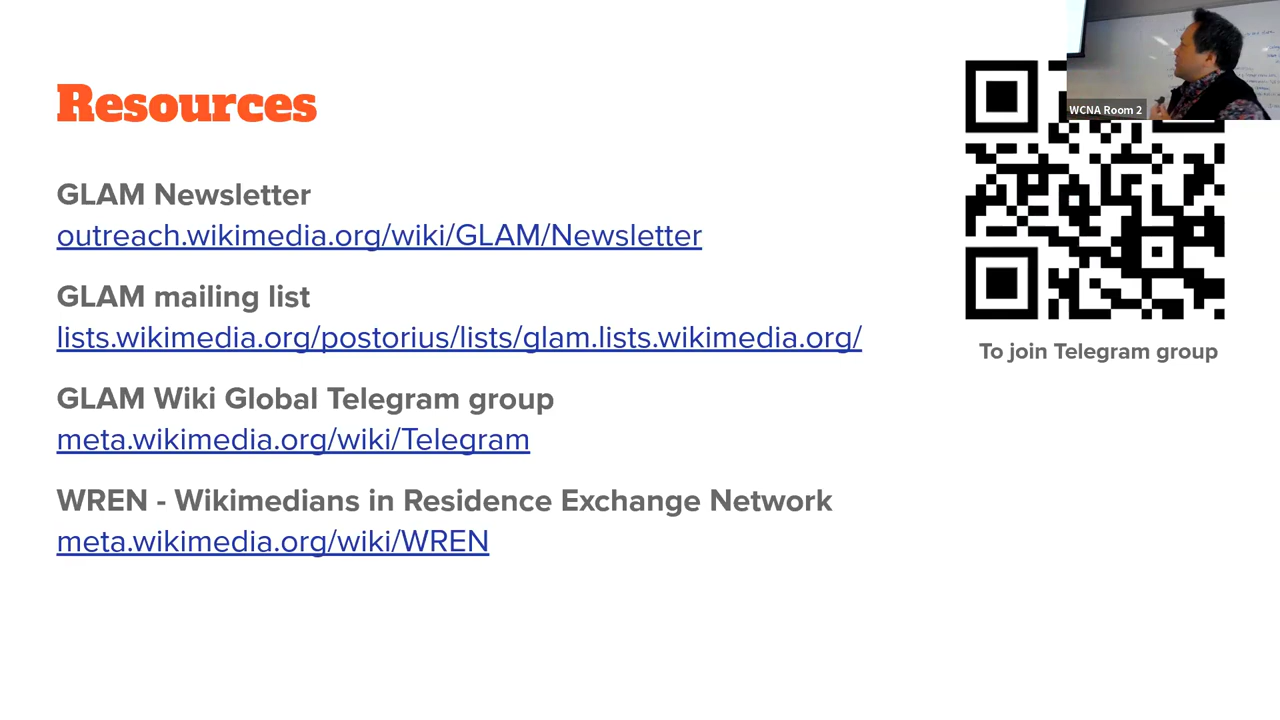 Resources
GLAM Newsletter
outreach.wikimedia.org/wiki/GLAM/Newsletter
GLAM mailing list
lists.wikimedia.org/postorius/lists/glam.lists.wikimedia.org/
GLAM Wiki Global Telegram group
meta.wikimedia.org/wiki/Telegram
WREN - Wikimedians in Residence Exchange Network
meta.wikimedia.org/wiki/WREN
WCNA Room 2
To join Telegram group